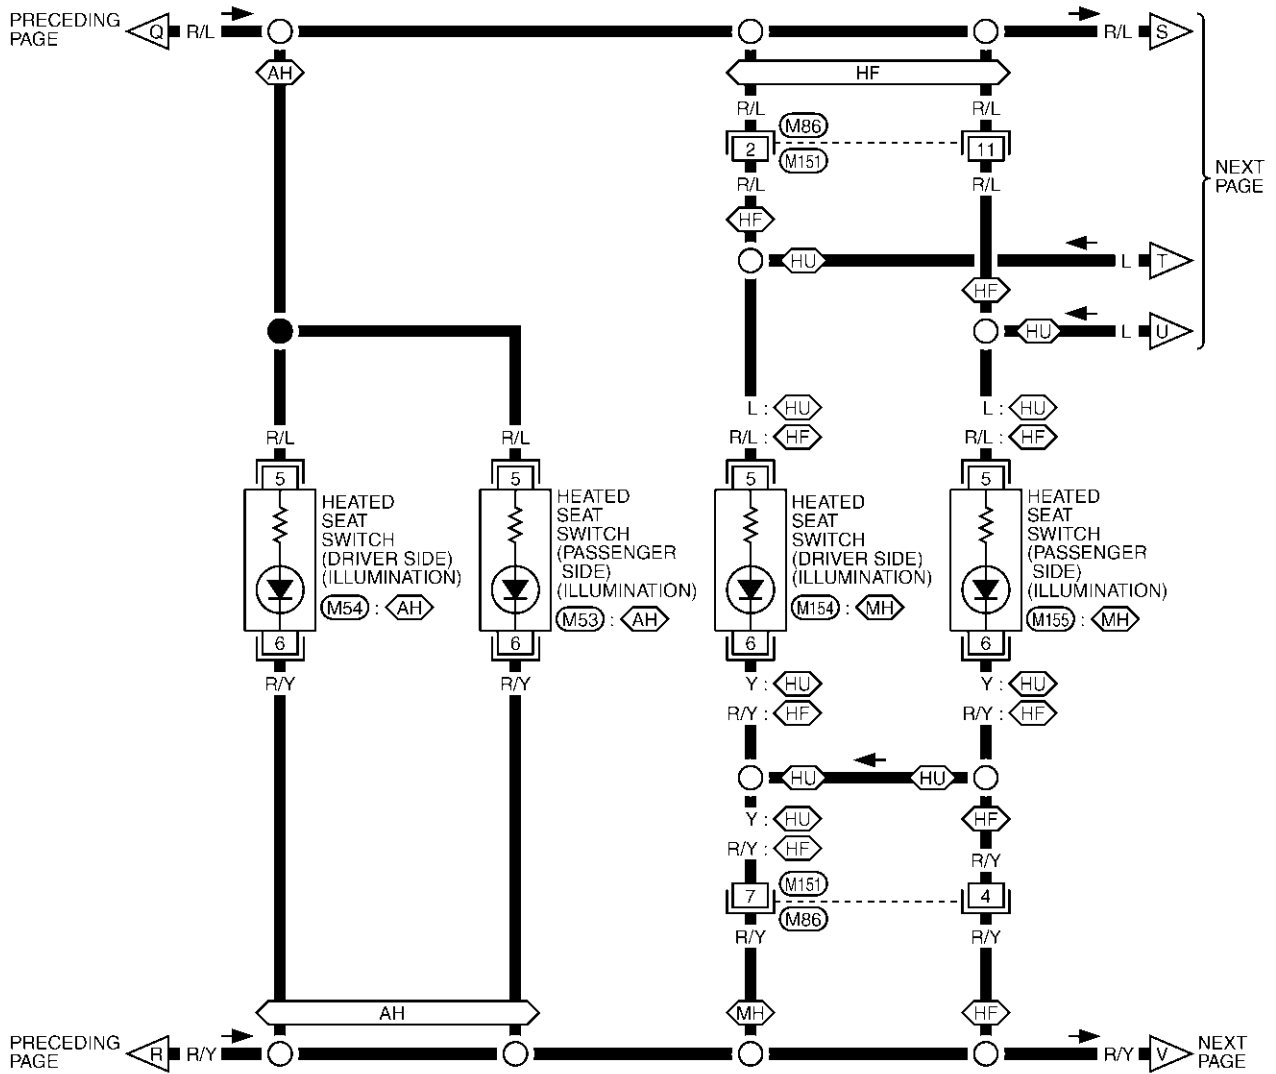 PRECEDING
PAGE
Q R/L
R/L S
AH
HF
R/L R/L
M86
2 11
M151
R/L R/L
NEXT
PAGE
HF
HU
L T
HF
HU
L U
L : HU
L : HU
R/L R/L
R/L : HF
R/L : HF
5 5 5 5
HEATED
SEAT
SWITCH
(DRIVER SIDE)
(ILLUMINATION)
M54 : AH
HEATED
SEAT
SWITCH
(PASSENGER
SIDE)
(ILLUMINATION)
M53 : AH
HEATED
SEAT
SWITCH
(DRIVER SIDE)
(ILLUMINATION)
M154 : MH
HEATED
SEAT
SWITCH
(PASSENGER
SIDE)
(ILLUMINATION)
M155 : MH
6 6 6 6
R/Y R/Y
Y : HU
Y : HU
R/Y : HF
R/Y : HF
HU HU
Y : HU
HF
R/Y : HF
R/Y
M151
7 4
M86
R/Y R/Y
AH
MH
HF
PRECEDING
PAGE
R R/Y
R/Y V
NEXT
PAGE